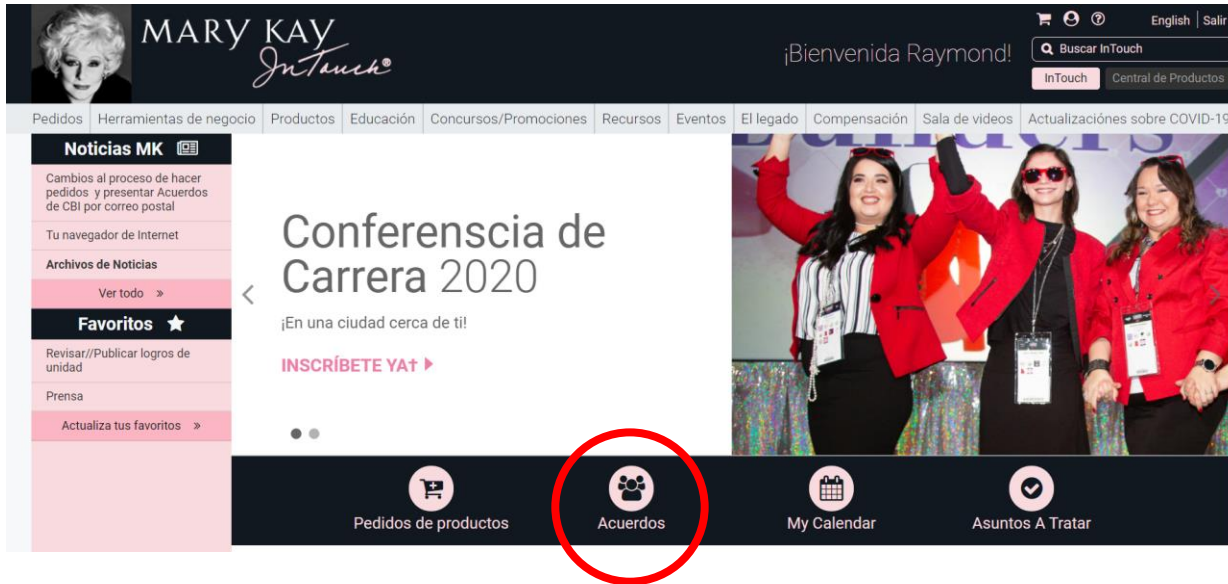 MARY KAY
InTouch®
¡Bienvenida Raymond!
English | Salir
Buscar InTouch
InTouch
Central de Productos
Pedidos
Herramientas de negocio
Productos
Educación
Concursos/Promociones
Recursos
Eventos
El legado
Compensación
Sala de videos
Actualizaciónes sobre COVID-19
Noticias MK
Cambios al proceso de hacer
pedidos y presentar Acuerdos
de CBI por correo postal
Tu navegador de Internet
Archivos de Noticias
Ver todo »
Favoritos
Revisar//Publicar logros de
unidad
Prensa
Actualiza tus favoritos »
Conferenscia de
Carrera 2020
¡En una ciudad cerca de ti!
INSCRÍBETE YA†
Pedidos de productos
Acuerdos
My Calendar
Asuntos A Tratar